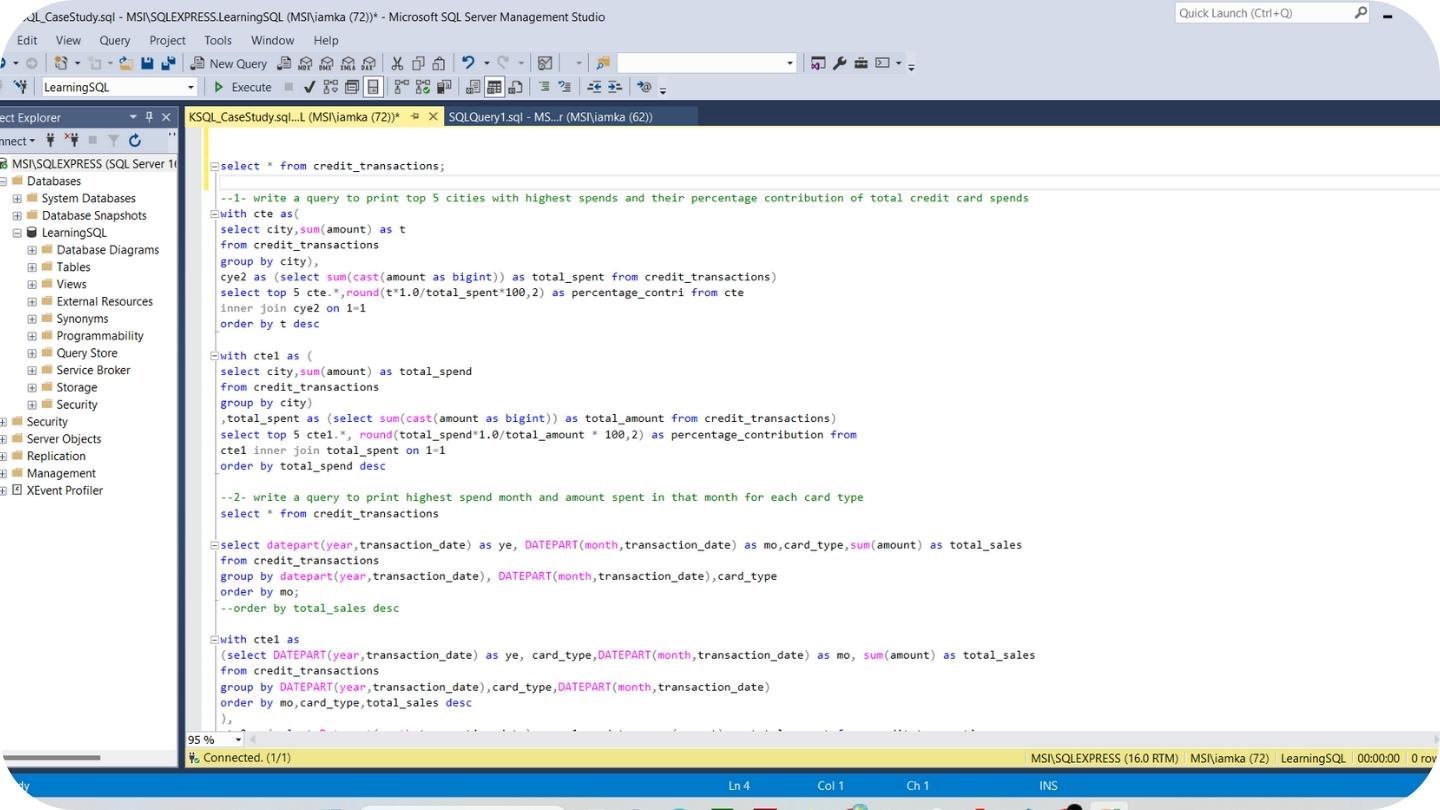 QL_CaseStudy.sql - MSI\SQLEXPRESS.LearningSQL (MSI\iamka (72))* - Microsoft SQL Server Management Studio
Quick Launch (Ctrl+Q)
Edit View Query Project Tools Window Help
New Query
LearningSQL
Execute
ect Explorer
KSQL_CaseStudy.sql...L (MSI\iamka (72))*
SQLQuery1.sql - MS...r (MSI\iamka (62))
nnect
MSI\SQLEXPRESS (SQL Server 16
Databases
System Databases
Database Snapshots
LearningSQL
Database Diagrams
Tables
Views
External Resources
Synonyms
Programmability
Query Store
Service Broker
Storage
Security
Security
Server Objects
Replication
Management
XEvent Profiler
select * from credit_transactions;
--1- write a query to print top 5 cities with highest spends and their percentage contribution of total credit card spends
with cte as(
select city,sum(amount) as t
from credit_transactions
group by city),
cye2 as (select sum(cast(amount as bigint)) as total_spent from credit_transactions)
select top 5 cte.*,round(t*1.0/total_spent*100,2) as percentage_contri from cte
inner join cye2 on 1=1
order by t desc
with cte1 as (
select city,sum(amount) as total_spend
from credit_transactions
group by city)
,total_spent as (select sum(cast(amount as bigint)) as total_amount from credit_transactions)
select top 5 cte1.*, round(total_spend*1.0/total_amount * 100,2) as percentage_contribution from
cte1 inner join total_spent on 1=1
order by total_spend desc
--2- write a query to print highest spend month and amount spent in that month for each card type
select * from credit_transactions
select datepart(year,transaction_date) as ye, DATEPART(month,transaction_date) as mo,card_type,sum(amount) as total_sales
from credit_transactions
group by datepart(year,transaction_date), DATEPART(month,transaction_date),card_type
order by mo;
--order by total_sales desc
with cte1 as
(select DATEPART(year,transaction_date) as ye, card_type,DATEPART(month,transaction_date) as mo, sum(amount) as total_sales
from credit_transactions
group by DATEPART(year,transaction_date),card_type,DATEPART(month,transaction_date)
order by mo,card_type,total_sales desc
),
95 %
Connected. (1/1)
MSI\SQLEXPRESS (16.0 RTM) MSI\iamka (72) LearningSQL 00:00:00 0 row
dy
Ln 4 Col 1 Ch 1 INS